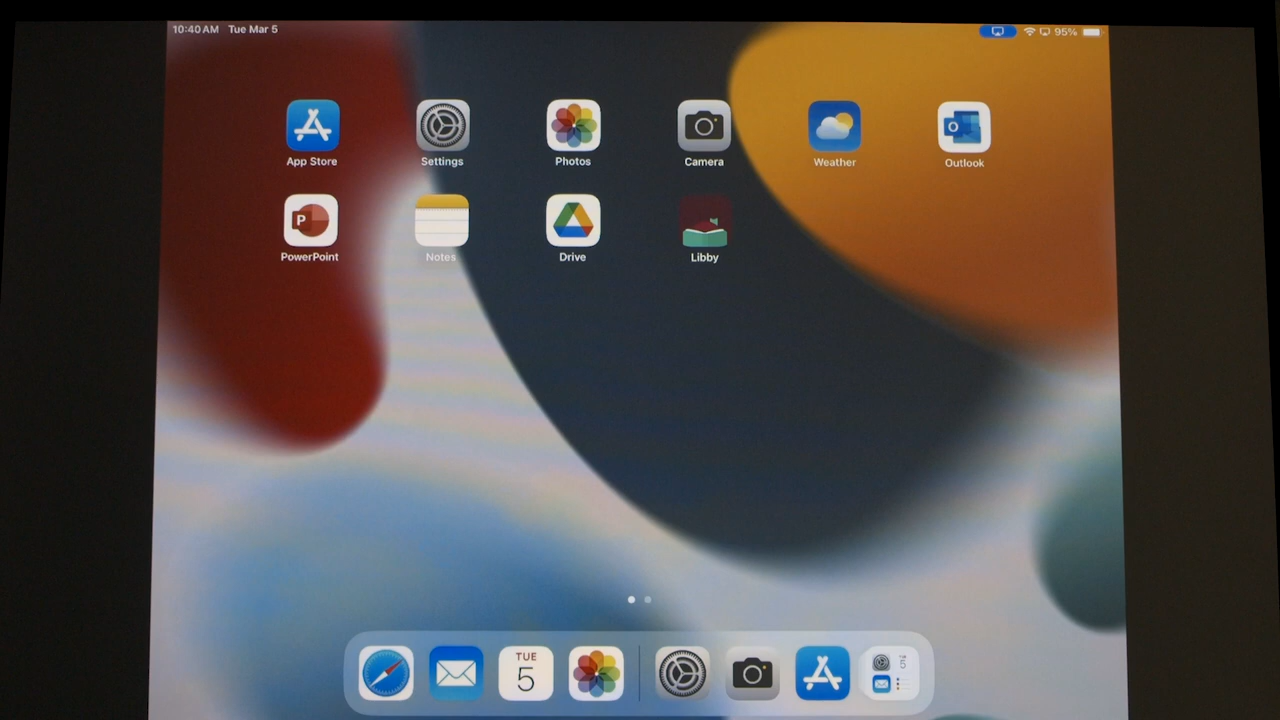 10:40 AM Tue Mar 5
95%
App Store Settings Photos Camera Weather Outlook
PowerPoint Notes Drive Libby
TUE
5